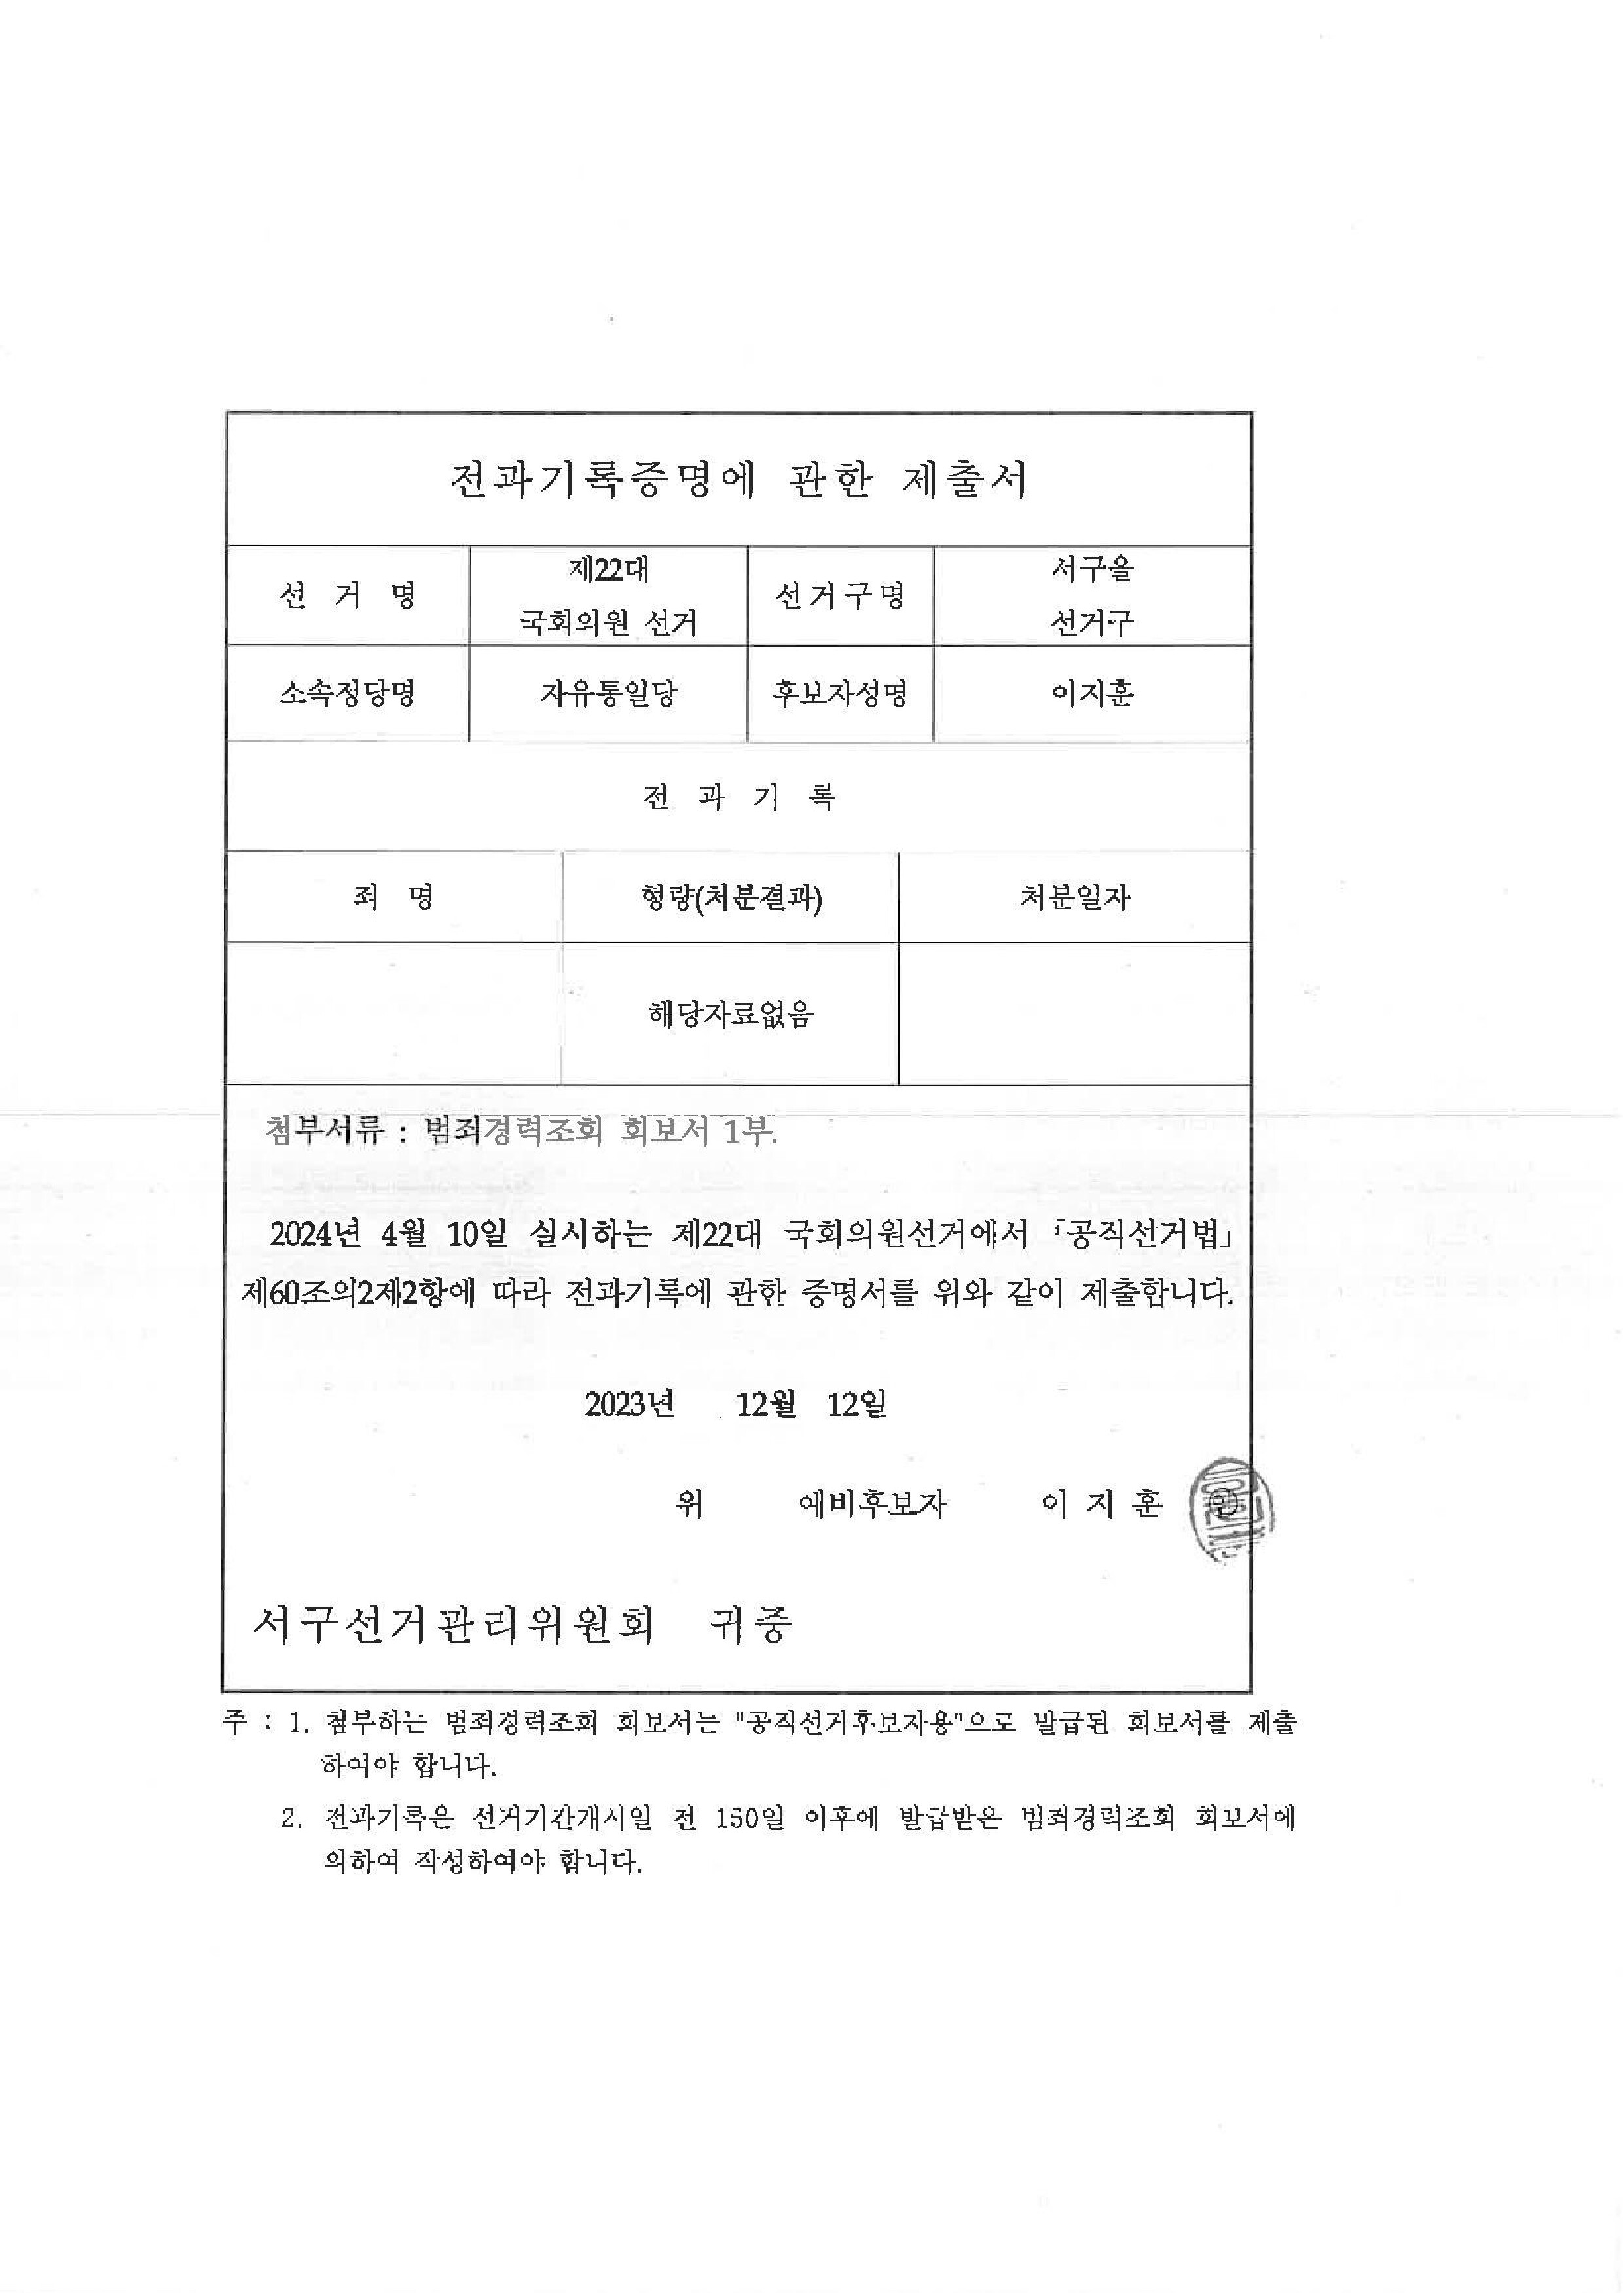 전과기록증명에 관한 제출서
선 거 명
제22대
국회의원 선거
선거구명
서구을
선거구
소속정당명
자유통일당
후보자성명
이지훈
전 과 기 록
죄 명
형량(처분결과)
처분일자
해당자료없음
첨부서류 : 범죄경력조회 회보서 1부.
2024년 4월 10일 실시하는 제22대 국회의원선거에서 「공직선거법」
제60조의2제2항에 따라 전과기록에 관한 증명서를 위와 같이 제출합니다.
2023년 12월 12일
위 예비후보자 이 지 훈 ㊞
서구선거관리위원회 귀중
주 : 1. 첨부하는 범죄경력조회 회보서는 "공직선거후보자용"으로 발급된 회보서를 제출
하여야 합니다.
2. 전과기록은 선거기간개시일 전 150일 이후에 발급받은 범죄경력조회 회보서에
의하여 작성하여야 합니다.